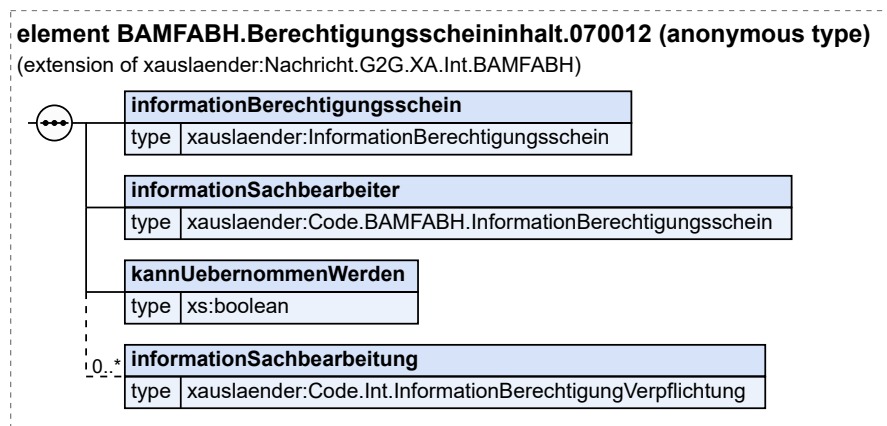 element BAMFABH.Berechtigungsscheininhalt.070012 (anonymous type)
(extension of xauslaender:Nachricht.G2G.XA.Int.BAMFABH)
informationBerechtigungsschein
type xauslaender:InformationBerechtigungsschein
informationSachbearbeiter
type xauslaender:Code.BAMFABH.InformationBerechtigungsschein
kannUebernommenWerden
type xs:boolean
0..* informationSachbearbeitung
type xauslaender:Code.Int.InformationBerechtigungVerpflichtung